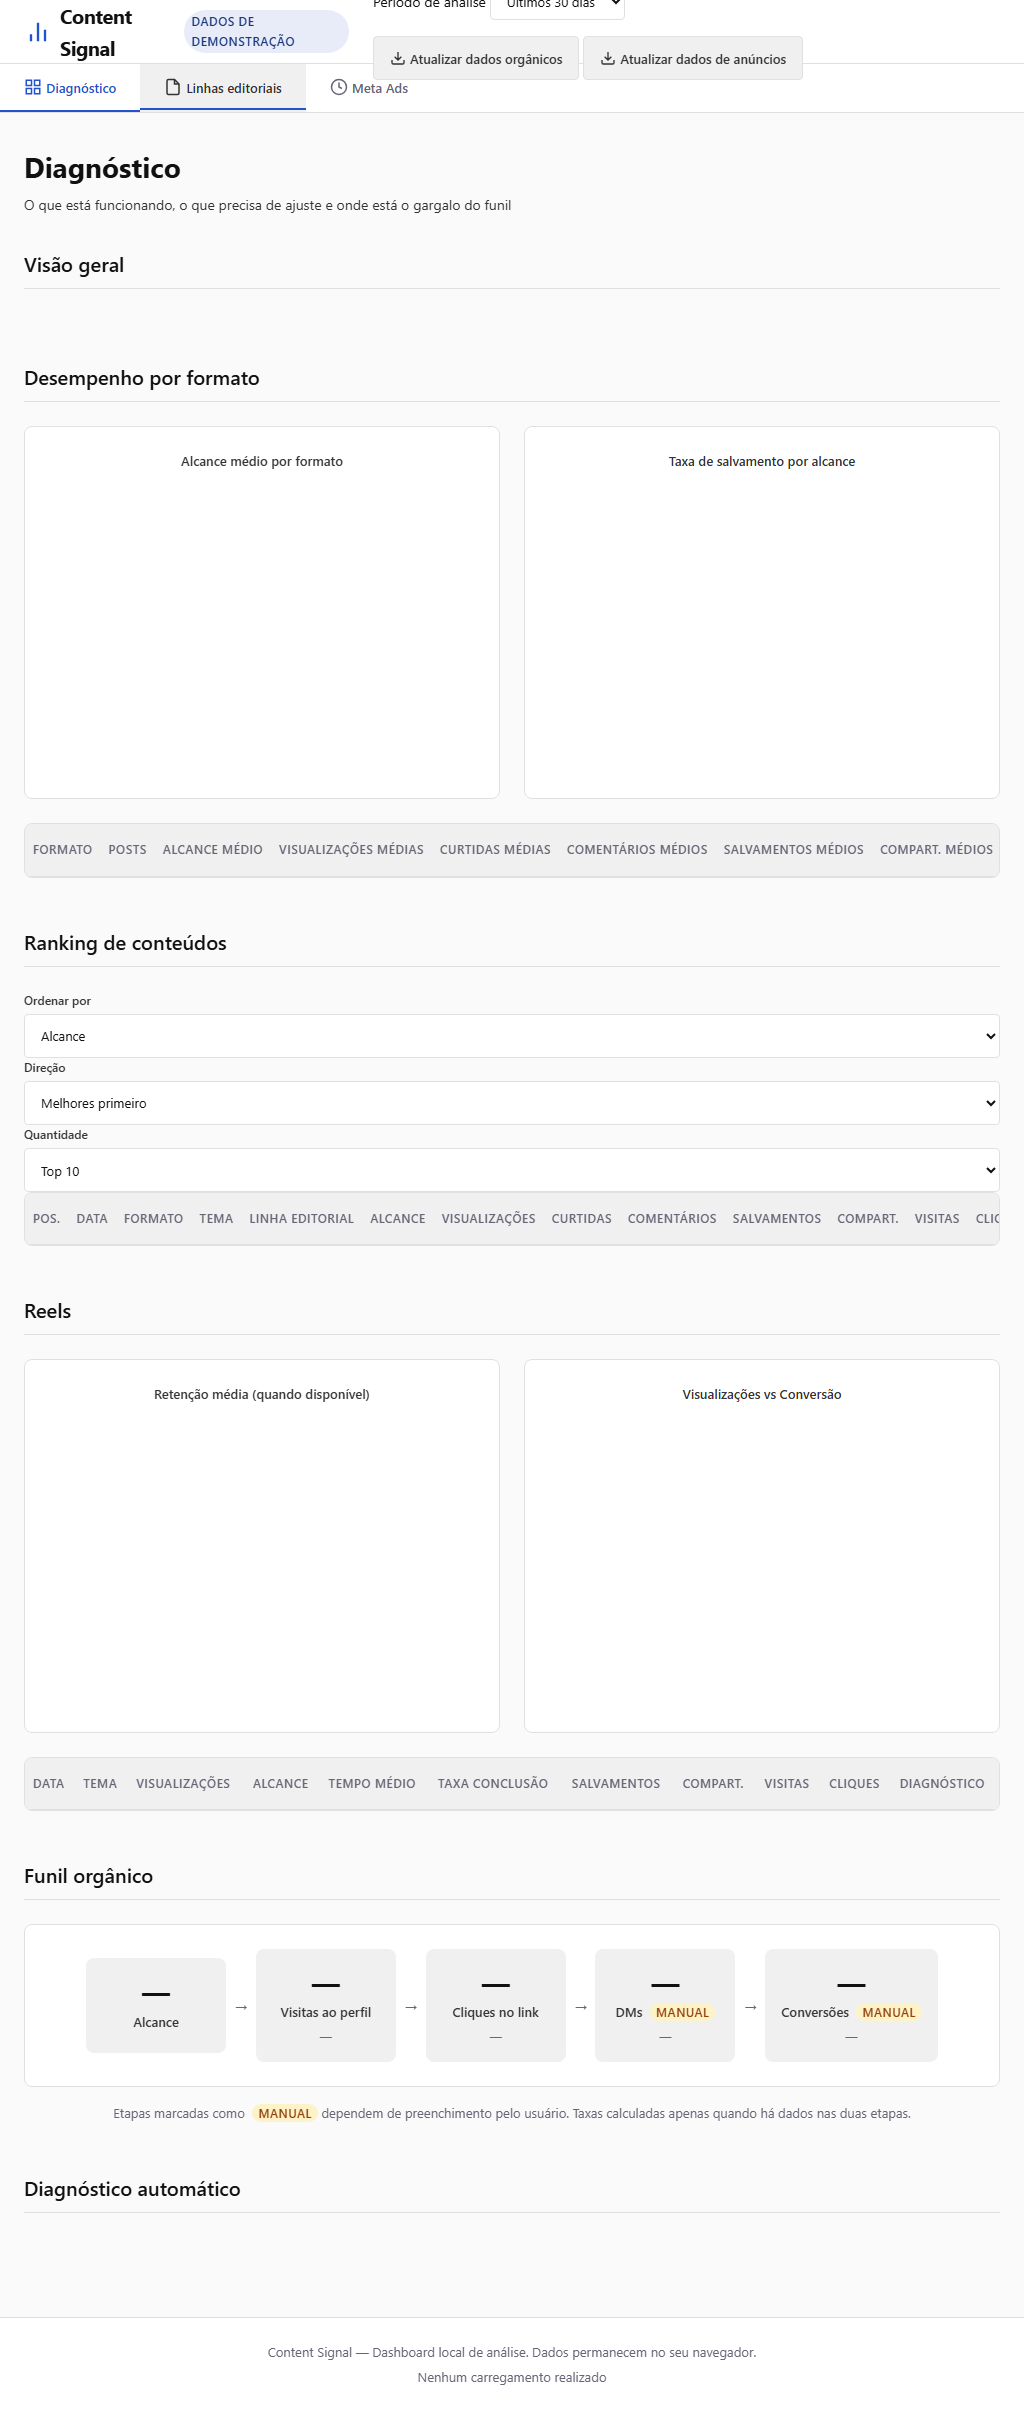 Content
Signal
DADOS DE
DEMONSTRAÇÃO
Período de análise Últimos 30 dias
Atualizar dados orgânicos Atualizar dados de anúncios
Diagnóstico Linhas editoriais Meta Ads
Diagnóstico
O que está funcionando, o que precisa de ajuste e onde está o gargalo do funil
Visão geral
Desempenho por formato
Alcance médio por formato Taxa de salvamento por alcance
FORMATO POSTS ALCANCE MÉDIO VISUALIZAÇÕES MÉDIAS CURTIDAS MÉDIAS COMENTÁRIOS MÉDIOS SALVAMENTOS MÉDIOS COMPART. MÉDIOS
Ranking de conteúdos
Ordenar por
Alcance
Direção
Melhores primeiro
Quantidade
Top 10
POS. DATA FORMATO TEMA LINHA EDITORIAL ALCANCE VISUALIZAÇÕES CURTIDAS COMENTÁRIOS SALVAMENTOS COMPART. VISITAS CLIC
Reels
Retenção média (quando disponível) Visualizações vs Conversão
DATA TEMA VISUALIZAÇÕES ALCANCE TEMPO MÉDIO TAXA CONCLUSÃO SALVAMENTOS COMPART. VISITAS CLIQUES DIAGNÓSTICO
Funil orgânico
— → — → — → — → —
Alcance Visitas ao perfil Cliques no link DMs MANUAL Conversões MANUAL
— — — —
Etapas marcadas como MANUAL dependem de preenchimento pelo usuário. Taxas calculadas apenas quando há dados nas duas etapas.
Diagnóstico automático
Content Signal — Dashboard local de análise. Dados permanecem no seu navegador.
Nenhum carregamento realizado